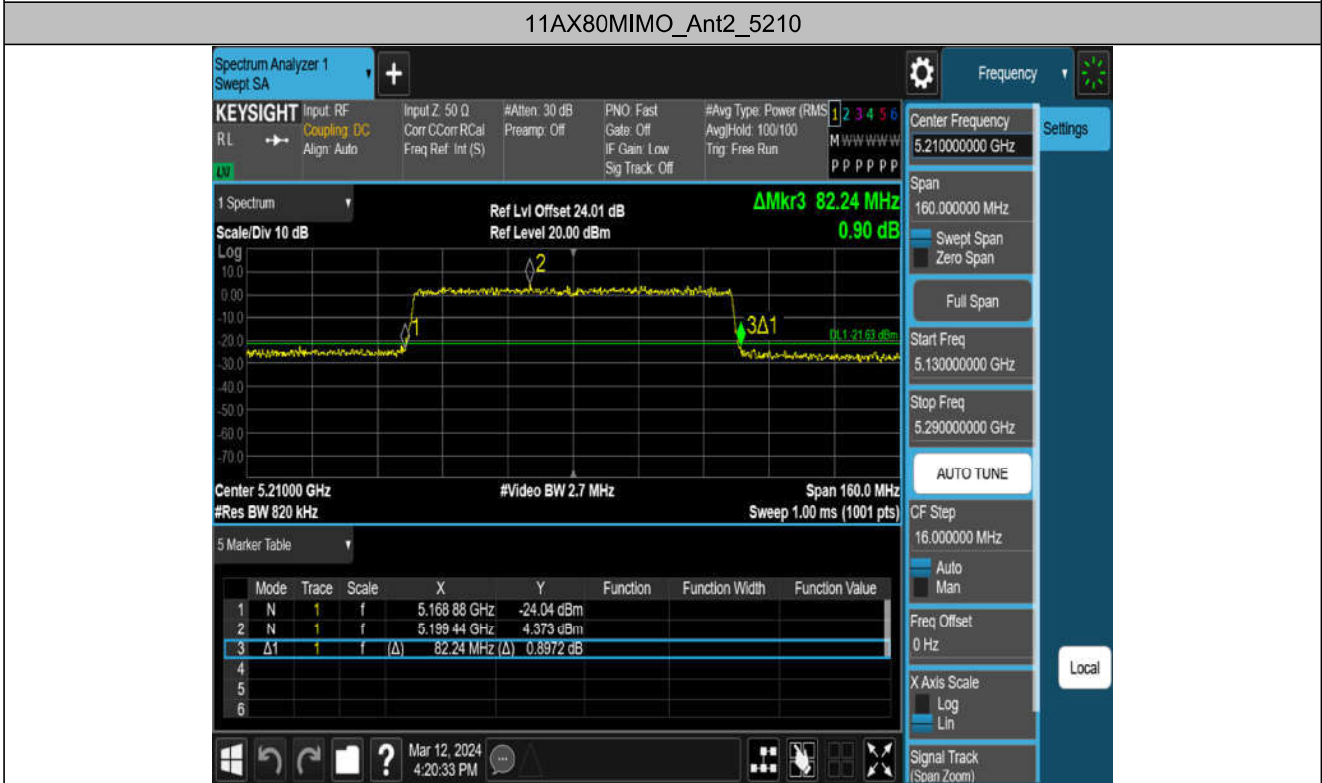 11AX80MIMO_Ant2_5210
Spectrum Analyzer 1
Swept SA
+
Frequency
KEYSIGHT
RL
LXI
Input: RF
Coupling: DC
Align: Auto
Input Z: 50 Ω
Corr CCorr RCal
Freq Ref: Int (S)
#Atten: 30 dB
Preamp: Off
PNO: Fast
Gate: Off
IF Gain: Low
Sig Track: Off
#Avg Type: Power (RMS
Avg|Hold: 100/100
Trig: Free Run
1 2 3 4 5 6
M W W W W W
P P P P P P
1 Spectrum
Scale/Div 10 dB
Ref Lvl Offset 24.01 dB
Ref Level 20.00 dBm
ΔMkr3 82.24 MHz
0.90 dB
Log
10.0
0.00
-10.0
-20.0
-30.0
-40.0
-50.0
-60.0
-70.0
2
1
3Δ1
DL1 -21.63 dBm
Center 5.21000 GHz
#Res BW 820 kHz
#Video BW 2.7 MHz
Span 160.0 MHz
Sweep 1.00 ms (1001 pts)
5 Marker Table
Mode Trace Scale X Y Function Function Width Function Value
1 N 1 f 5.168 88 GHz -24.04 dBm
2 N 1 f 5.199 44 GHz 4.373 dBm
3 Δ1 1 f (Δ) 82.24 MHz (Δ) 0.8972 dB
4
5
6
?
Mar 12, 2024
4:20:33 PM
Center Frequency
5.210000000 GHz
Settings
Span
160.000000 MHz
Swept Span
Zero Span
Full Span
Start Freq
5.130000000 GHz
Stop Freq
5.290000000 GHz
AUTO TUNE
CF Step
16.000000 MHz
Auto
Man
Freq Offset
0 Hz
X Axis Scale
Log
Lin
Local
Signal Track
(Span Zoom)